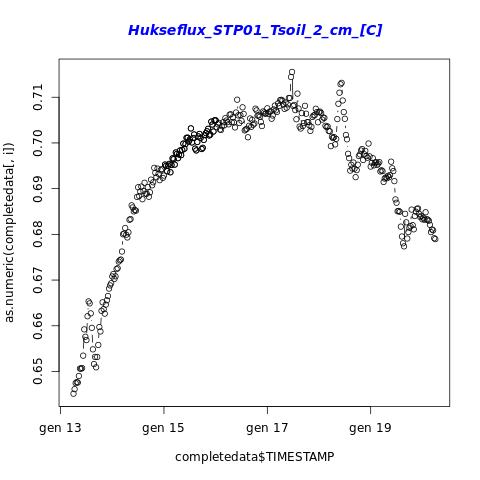 Hukseflux_STP01_Tsoil_2_cm_[C]
as.numeric(completedata[, i])
0.71
0.70
0.69
0.68
0.67
0.66
0.65
gen 13 gen 15 gen 17 gen 19
completedata$TIMESTAMP